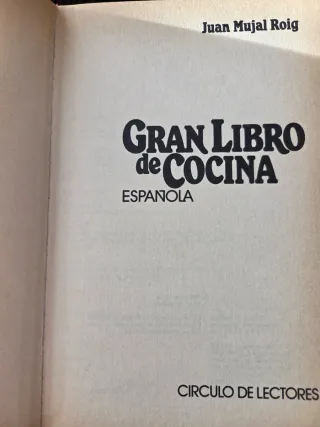 Juan Mujal Roig
GRAN LIBRO
de COCINA
ESPAÑOLA
CIRCULO DE LECTORES